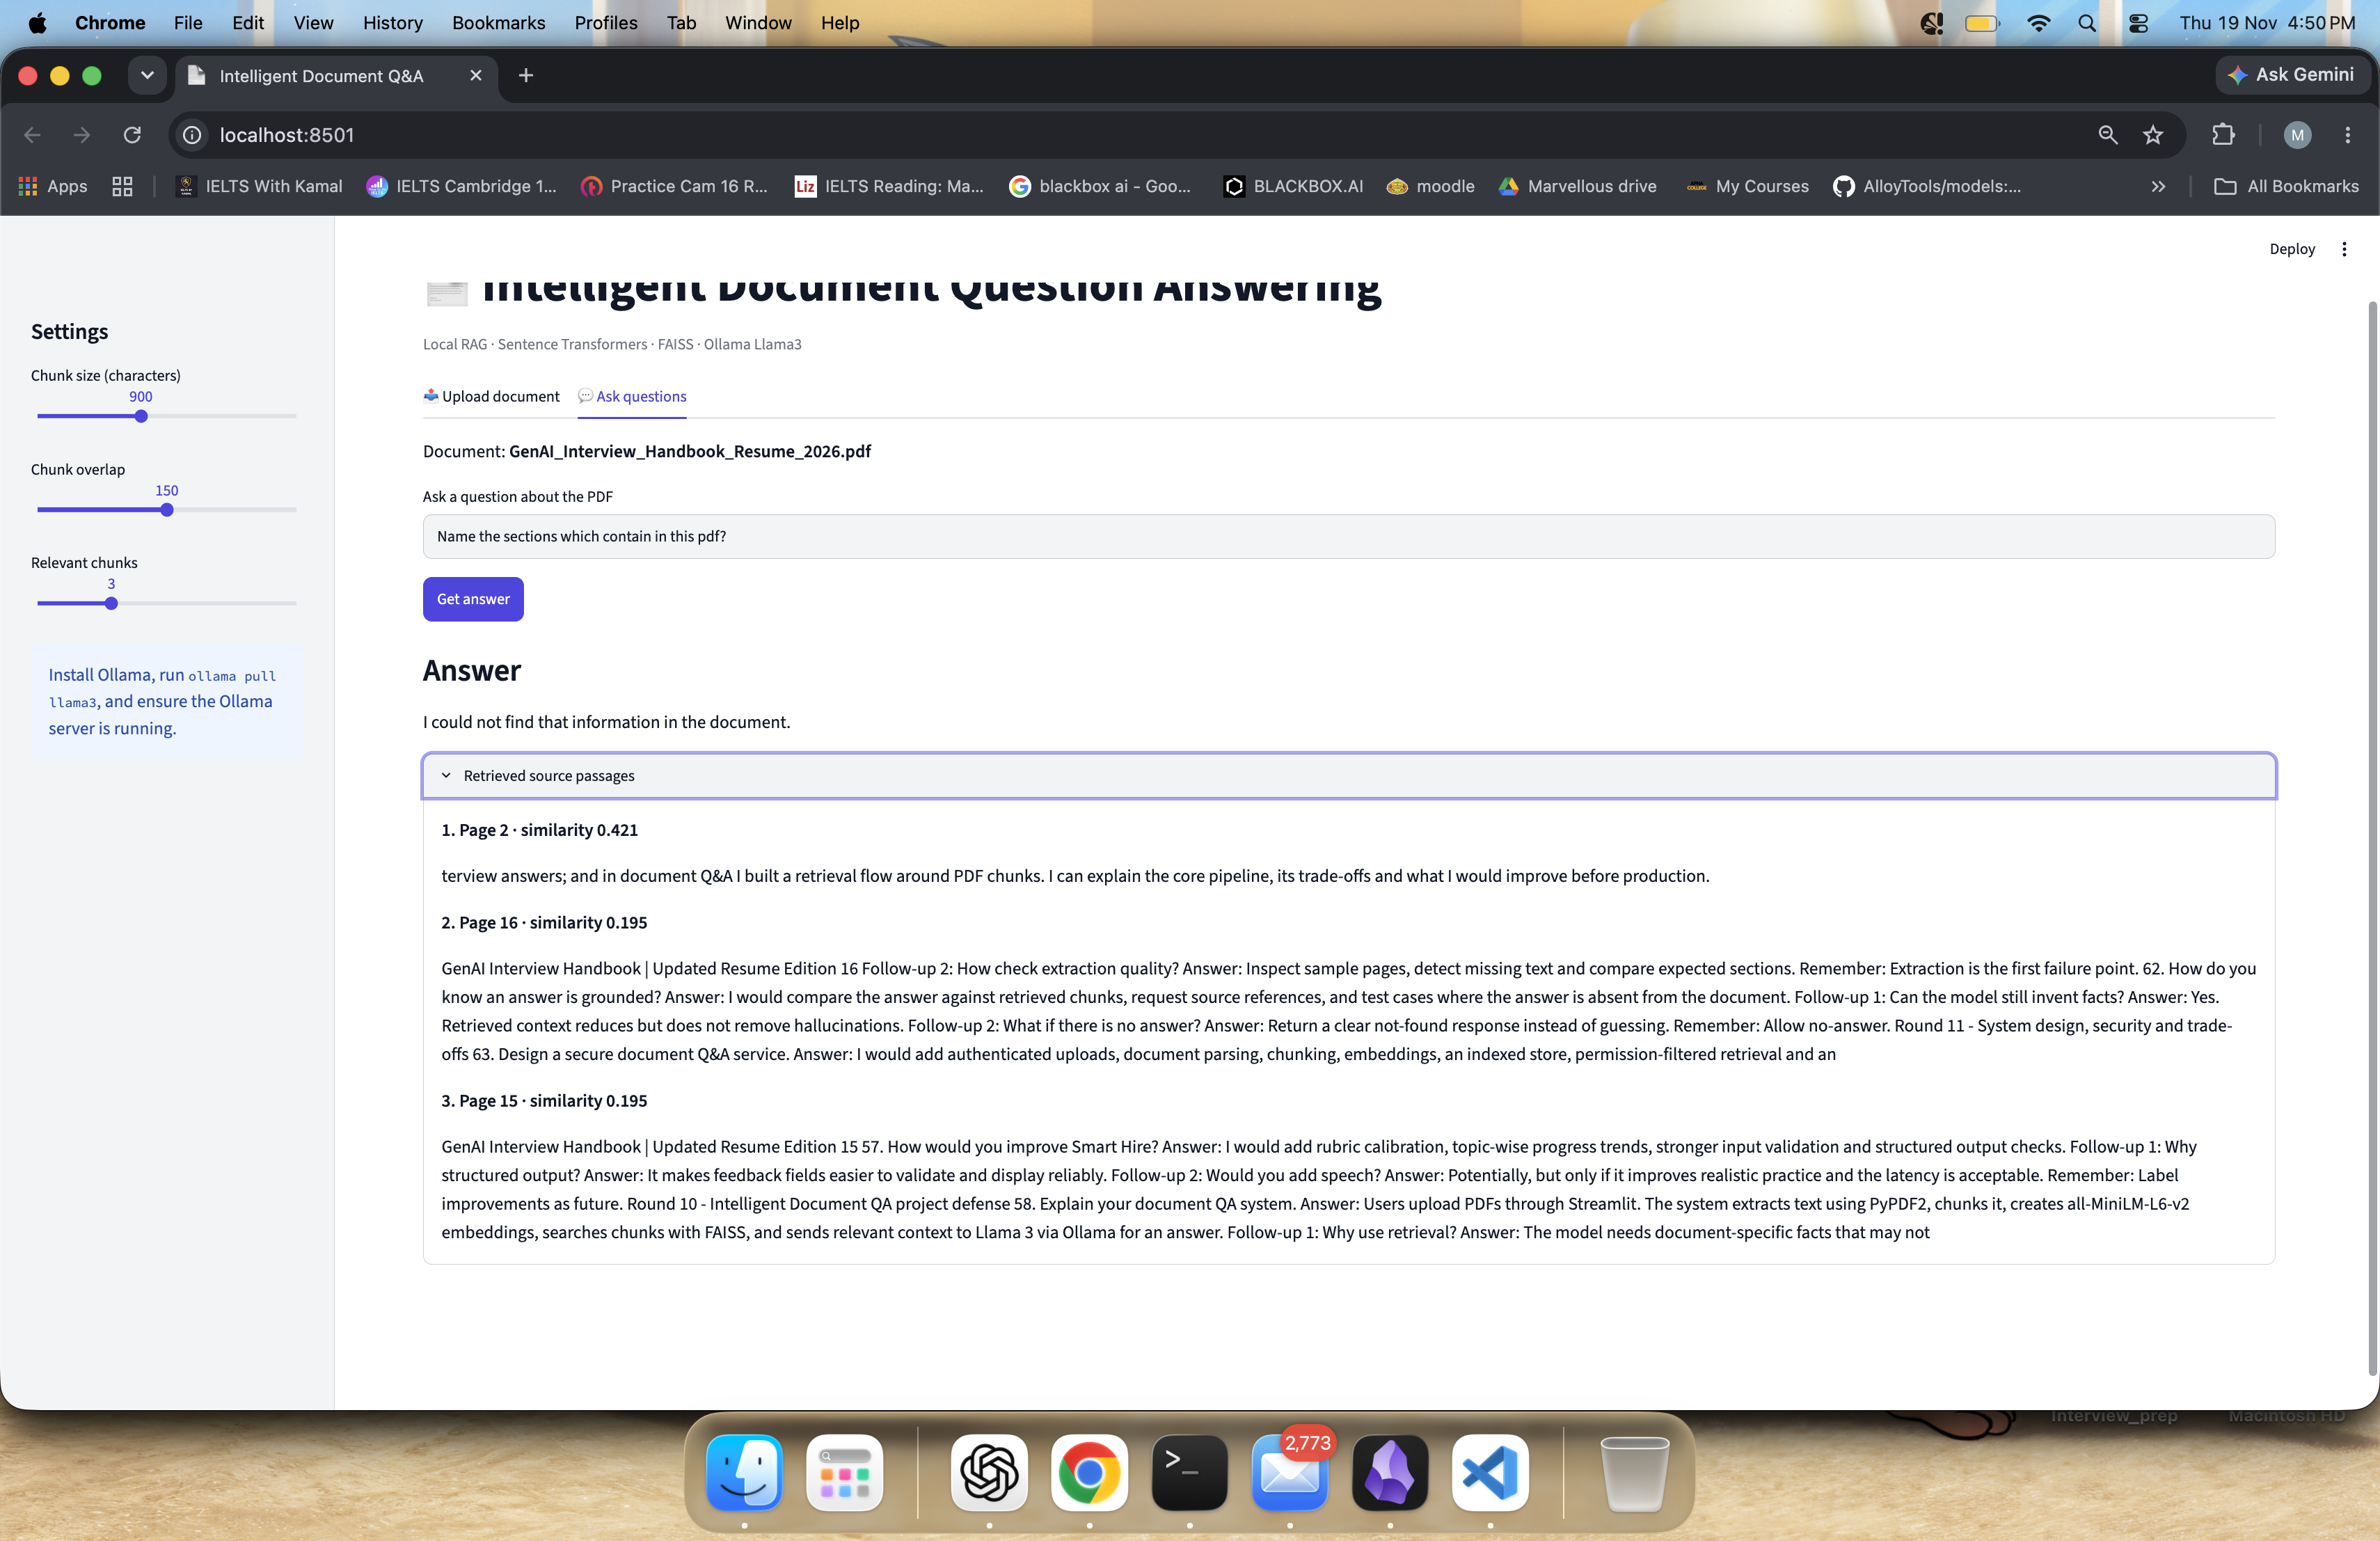 Chrome File Edit View History Bookmarks Profiles Tab Window Help
Thu 19 Nov 4:50 PM
Intelligent Document Q&A
Ask Gemini
localhost:8501
M
Apps
IELTS With Kamal
IELTS Cambridge 1...
Practice Cam 16 R...
Liz IELTS Reading: Ma...
blackbox ai - Goo...
BLACKBOX.AI
moodle
Marvellous drive
My Courses
AlloyTools/models:...
All Bookmarks
Deploy
Settings
Chunk size (characters)
900
Chunk overlap
150
Relevant chunks
3
Install Ollama, run ollama pull
llama3, and ensure the Ollama
server is running.
Intelligent Document Question Answering
Local RAG · Sentence Transformers · FAISS · Ollama Llama3
Upload document
Ask questions
Document: GenAI_Interview_Handbook_Resume_2026.pdf
Ask a question about the PDF
Name the sections which contain in this pdf?
Get answer
Answer
I could not find that information in the document.
Retrieved source passages
1. Page 2 · similarity 0.421
terview answers; and in document Q&A I built a retrieval flow around PDF chunks. I can explain the core pipeline, its trade-offs and what I would improve before production.
2. Page 16 · similarity 0.195
GenAI Interview Handbook | Updated Resume Edition 16 Follow-up 2: How check extraction quality? Answer: Inspect sample pages, detect missing text and compare expected sections. Remember: Extraction is the first failure point. 62. How do you
know an answer is grounded? Answer: I would compare the answer against retrieved chunks, request source references, and test cases where the answer is absent from the document. Follow-up 1: Can the model still invent facts? Answer: Yes.
Retrieved context reduces but does not remove hallucinations. Follow-up 2: What if there is no answer? Answer: Return a clear not-found response instead of guessing. Remember: Allow no-answer. Round 11 - System design, security and trade-
offs 63. Design a secure document Q&A service. Answer: I would add authenticated uploads, document parsing, chunking, embeddings, an indexed store, permission-filtered retrieval and an
3. Page 15 · similarity 0.195
GenAI Interview Handbook | Updated Resume Edition 15 57. How would you improve Smart Hire? Answer: I would add rubric calibration, topic-wise progress trends, stronger input validation and structured output checks. Follow-up 1: Why
structured output? Answer: It makes feedback fields easier to validate and display reliably. Follow-up 2: Would you add speech? Answer: Potentially, but only if it improves realistic practice and the latency is acceptable. Remember: Label
improvements as future. Round 10 - Intelligent Document QA project defense 58. Explain your document QA system. Answer: Users upload PDFs through Streamlit. The system extracts text using PyPDF2, chunks it, creates all-MiniLM-L6-v2
embeddings, searches chunks with FAISS, and sends relevant context to Llama 3 via Ollama for an answer. Follow-up 1: Why use retrieval? Answer: The model needs document-specific facts that may not
Interview_prep
Macintosh HD
2,773